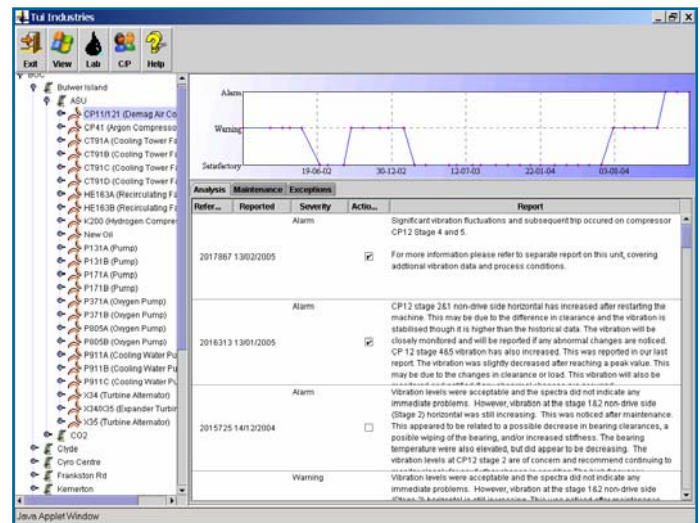 Tui Industries
Exit View Lab C/P Help
BOC
Bulwer Island
ASU
CP11/121 (Demag Air Co
CP41 (Argon Compresso
CT91A (Cooling Tower Fa
CT91B (Cooling Tower Fa
CT91C (Cooling Tower Fa
CT91D (Cooling Tower Fa
HE163A (Recirculating Fa
HE163B (Recirculating Fa
K200 (Hydrogen Compre
New Oil
P131A (Pump)
P131B (Pump)
P171A (Pump)
P171B (Pump)
P371A (Oxygen Pump)
P371B (Oxygen Pump)
P805A (Oxygen Pump)
P805B (Oxygen Pump)
P911A (Cooling Water Pu
P911B (Cooling Water Pu
P911C (Cooling Water Pu
X34 (Turbine Alternator)
X340X35 (Expander Turbin
X35 (Turbine Alternator)
CO2
Clyde
Cyro Centre
Frankston Rd
Kemerton
Alarm
Warning
Satisfactory
19-06-02 30-12-02 12-07-03 22-01-04 03-08-04
Analysis Maintenance Exceptions
Refer... Reported Severity Actio... Report
Alarm
Significant vibration fluctuations and subsequent trip occured on compressor
CP12 Stage 4 and 5.
2017867 13/02/2005
For more information please refer to separate report on this unit, covering
addtional vibration data and process conditions.
Alarm
CP12 stage 2&1 non-drive side horizontal has increased after restarting the
machine. This may be due to the difference in clearance and the vibration is
stabilised though it is higher than the historical data. The vibration will be
2016313 13/01/2005
closely monitored and will be reported if any abnormal changes are noticed.
CP 12 stage 4&5 vibration has also increased. This was reported in our last
report. The vibration was slightly decreased after reaching a peak value. This
may be due to the changes in clearance or load. This vibration will also be
Alarm
Vibration levels were acceptable and the spectra did not indicate any
immediate problems. However, vibration at the stage 1&2 non-drive side
(Stage 2) horizontal was still increasing. This was noticed after maintenance.
2015725 14/12/2004
This appeared to be related to a possible decrease in bearing clearances, a
posible wiping of the bearing, and/or increased stiffness. The bearing
temperature were also elevated, but did appear to be decreasing. The
vibration levels at CP12 stage 2 are of concern and recommend continuing to
Warning
Vibration levels were acceptable and the spectra did not indicate any
immediate problems. However, vibration at the stage 1&2 non-drive side
Java Applet Window